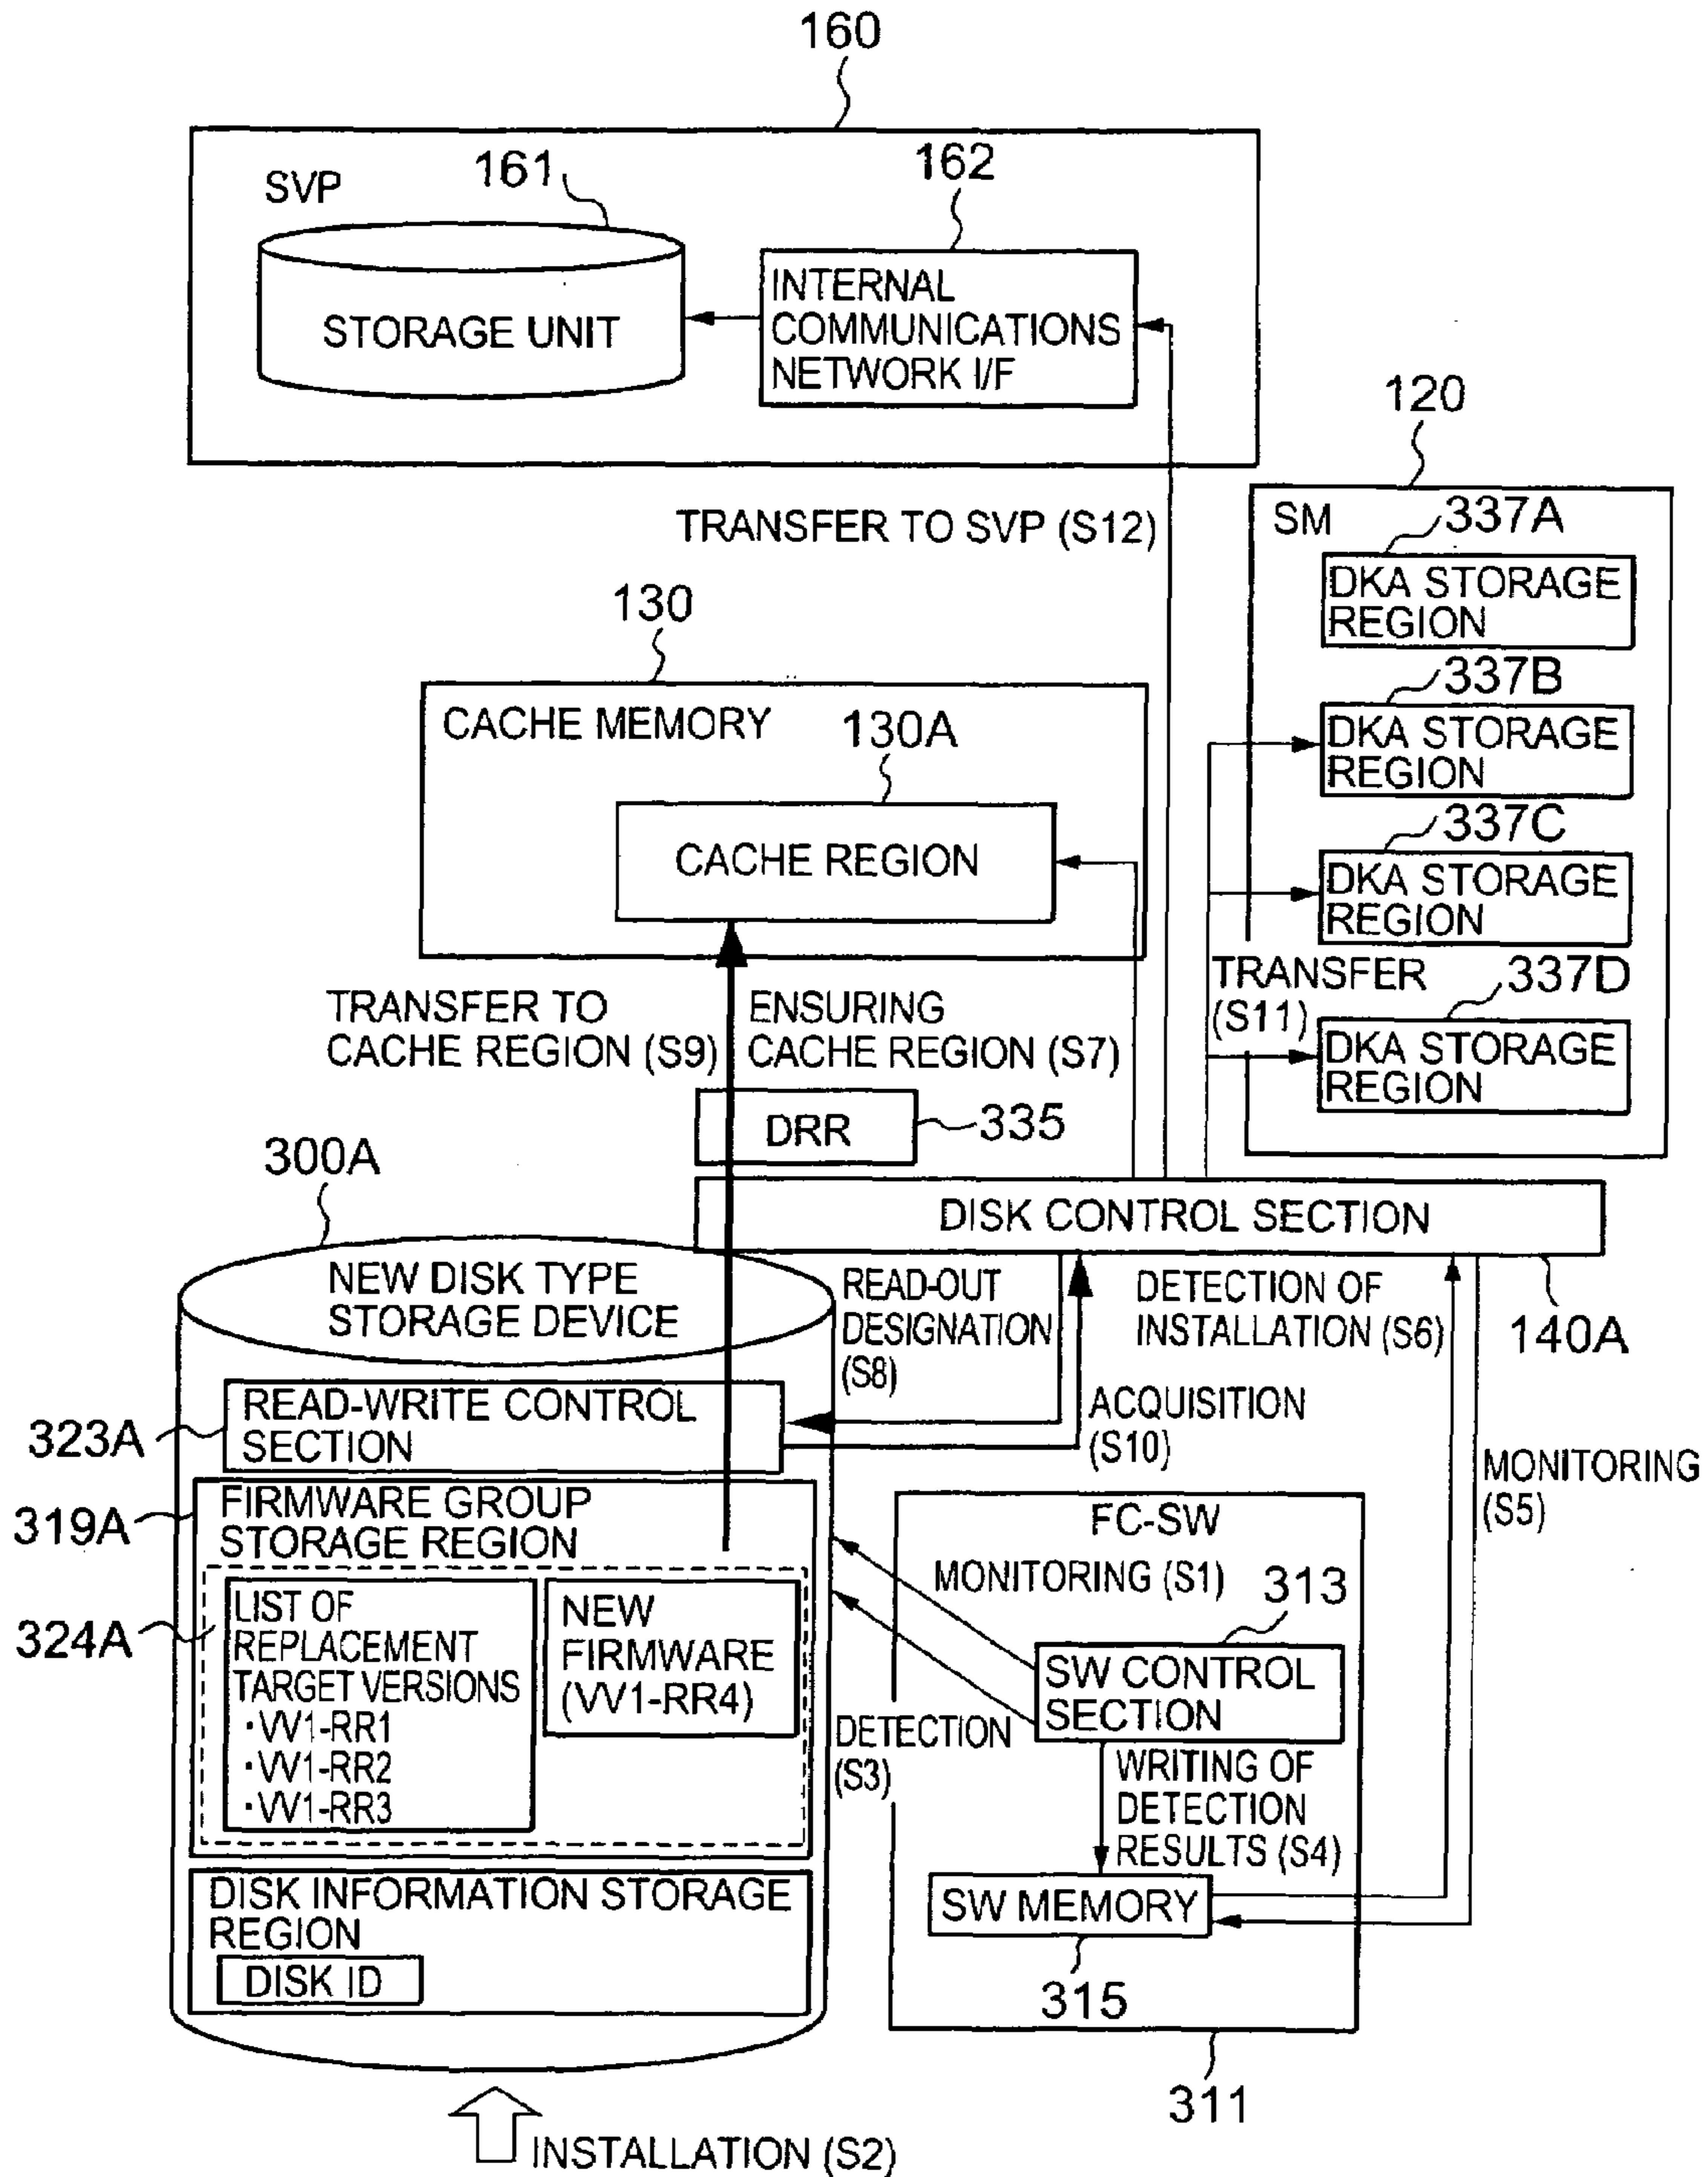 160
SVP
161
162
STORAGE UNIT
INTERNAL
COMMUNICATIONS
NETWORK I/F
120
TRANSFER TO SVP (S12)
SM
337A
DKA STORAGE
REGION
130
337B
DKA STORAGE
REGION
CACHE MEMORY
130A
337C
DKA STORAGE
REGION
CACHE REGION
TRANSFER
(S11)
337D
DKA STORAGE
REGION
TRANSFER TO
CACHE REGION (S9)
ENSURING
CACHE REGION (S7)
DRR
335
300A
DISK CONTROL SECTION
140A
NEW DISK TYPE
STORAGE DEVICE
READ-OUT
DESIGNATION
(S8)
DETECTION OF
INSTALLATION (S6)
323A
READ-WRITE CONTROL
SECTION
ACQUISITION
(S10)
MONITORING
(S5)
319A
FIRMWARE GROUP
STORAGE REGION
FC-SW
MONITORING (S1)
313
324A
LIST OF
REPLACEMENT
TARGET VERSIONS
·VV1-RR1
·VV1-RR2
·VV1-RR3
NEW
FIRMWARE
(VV1-RR4)
SW CONTROL
SECTION
DETECTION
(S3)
WRITING OF
DETECTION
RESULTS (S4)
DISK INFORMATION STORAGE
REGION
DISK ID
SW MEMORY
315
311
INSTALLATION (S2)